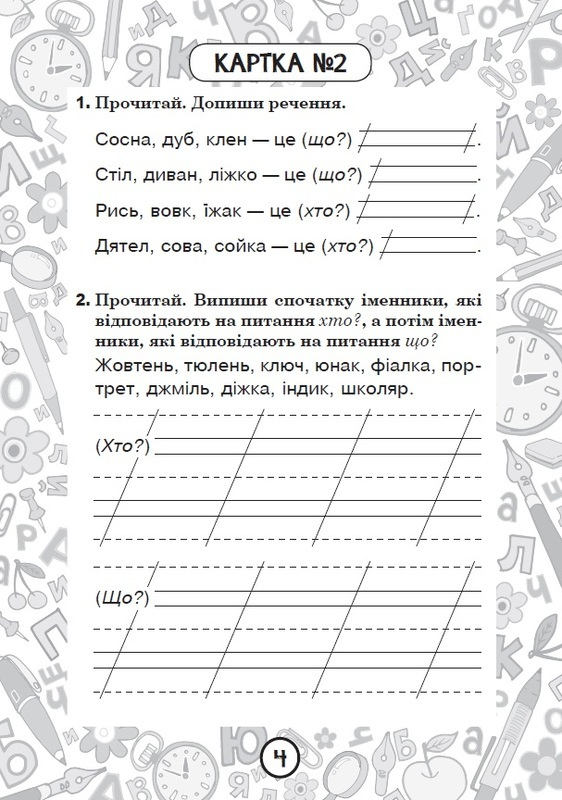 КАРТКА №2
1. Прочитай. Допиши речення.
Сосна, дуб, клен — це (що?) .
Стіл, диван, ліжко — це (що?) .
Рись, вовк, їжак — це (хто?) .
Дятел, сова, сойка — це (хто?) .
2. Прочитай. Випиши спочатку іменники, які
відповідають на питання хто?, а потім імен-
ники, які відповідають на питання що?
Жовтень, тюлень, ключ, юнак, фіалка, пор-
трет, джміль, діжка, індик, школяр.
(Хто?)
(Що?)
4